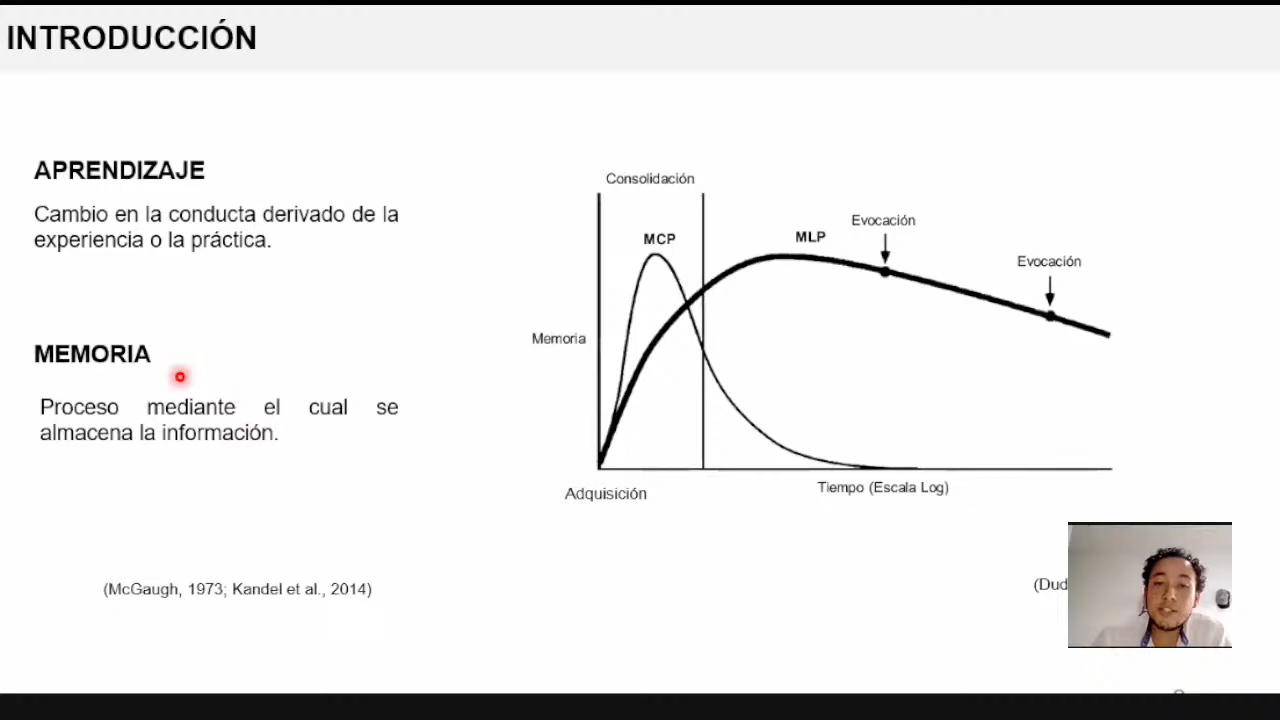 INTRODUCCIÓN
APRENDIZAJE
Cambio en la conducta derivado de la
experiencia o la práctica.
MEMORIA
Proceso mediante el cual se
almacena la información.
(McGaugh, 1973; Kandel et al., 2014)
Consolidación
MCP
MLP
Evocación
Evocación
Memoria
Adquisición
Tiempo (Escala Log)
(Dud